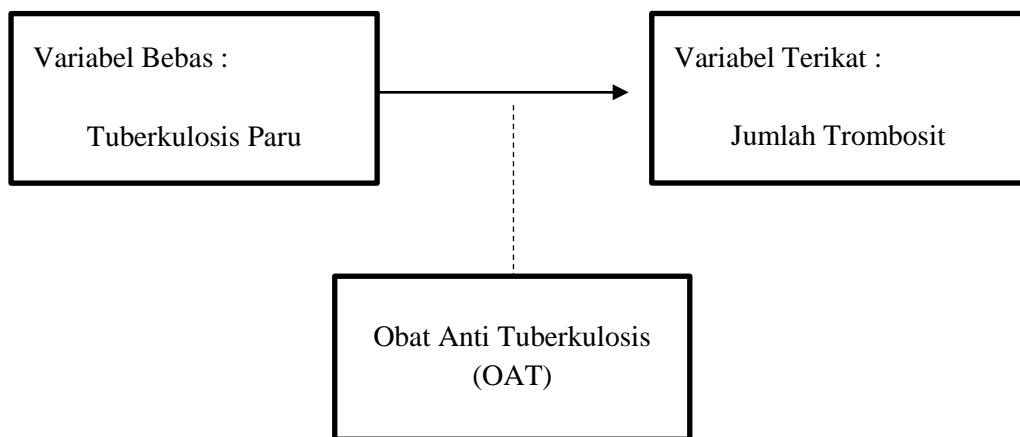 Variabel Bebas :
Tuberkulosis Paru
Variabel Terikat :
Jumlah Trombosit
Obat Anti Tuberkulosis
(OAT)